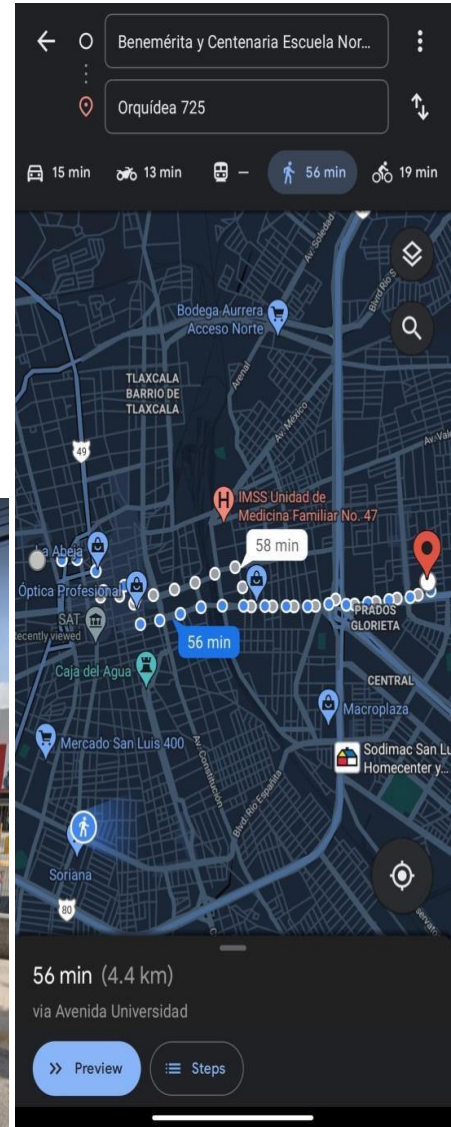 Benemérita y Centenaria Escuela Nor...
Orquídea 725
15 min
13 min
—
56 min
19 min
Bodega Aurrera
Acceso Norte
Av. Soledad
Blvrd Río S
TLAXCALA
BARRIO DE
TLAXCALA
Arenal
Av. México
Av. Val
49
IMSS Unidad de
Medicina Familiar No. 47
La Abeja
58 min
Óptica Profesional
SAT
Recently viewed
56 min
PRADOS
GLORIETA
Caja del Agua
CENTRAL
Macroplaza
Mercado San Luis 400
Av. Constitución
Blvd. Río Españita
Sodimac San Lu
Homecenter y...
Soriana
80
56 min (4.4 km)
via Avenida Universidad
Preview
Steps